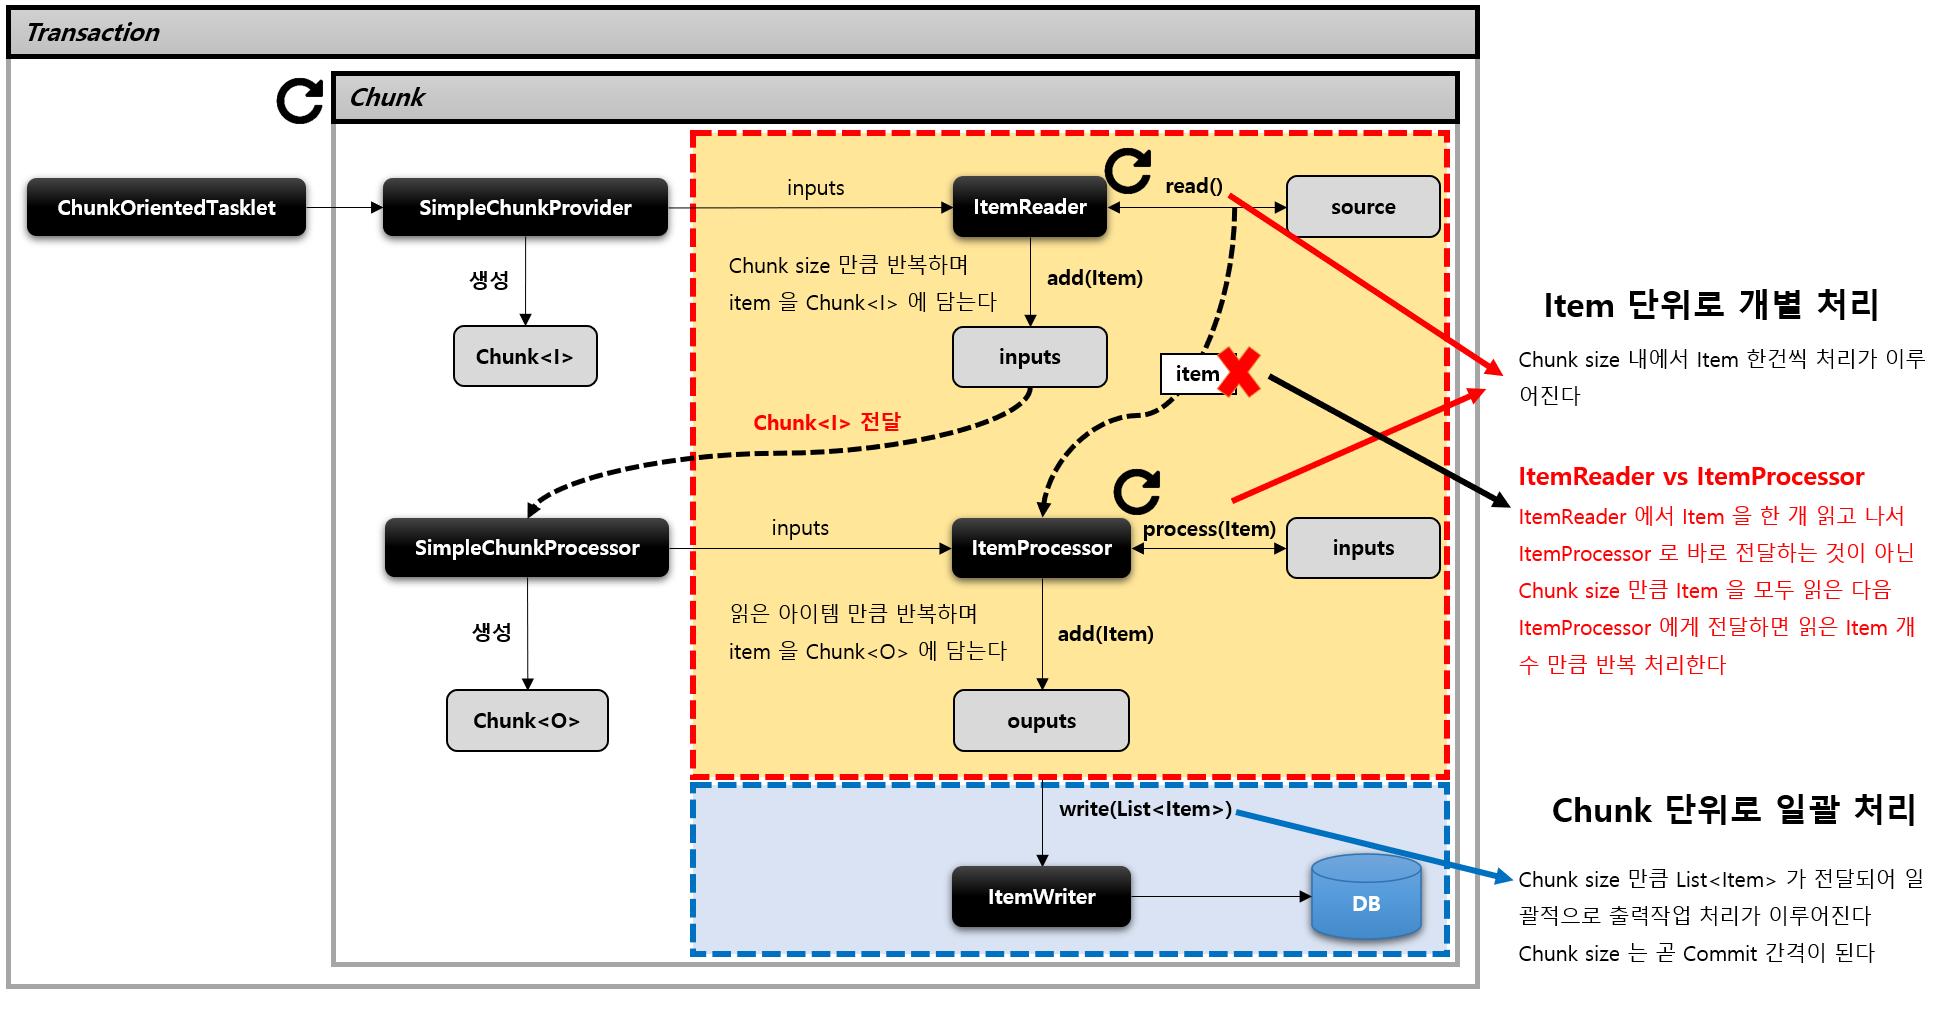 Transaction
Chunk
ChunkOrientedTasklet
SimpleChunkProvider
inputs
ItemReader
read()
source
생성
Chunk size 만큼 반복하며
item 을 Chunk<I> 에 담는다
add(Item)
Chunk<I>
inputs
item
Chunk<I> 전달
SimpleChunkProcessor
inputs
ItemProcessor
process(Item)
inputs
생성
읽은 아이템 만큼 반복하며
item 을 Chunk<O> 에 담는다
add(Item)
Chunk<O>
ouputs
write(List<Item>)
ItemWriter
DB
Item 단위로 개별 처리
Chunk size 내에서 Item 한건씩 처리가 이루
어진다
ItemReader vs ItemProcessor
ItemReader 에서 Item 을 한 개 읽고 나서
ItemProcessor 로 바로 전달하는 것이 아닌
Chunk size 만큼 Item 을 모두 읽은 다음
ItemProcessor 에게 전달하면 읽은 Item 개
수 만큼 반복 처리한다
Chunk 단위로 일괄 처리
Chunk size 만큼 List<Item> 가 전달되어 일
괄적으로 출력작업 처리가 이루어진다
Chunk size 는 곧 Commit 간격이 된다